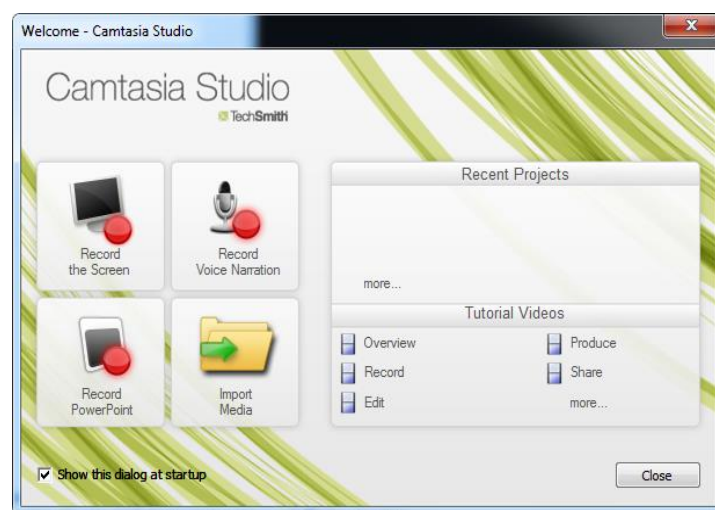 Welcome - Camtasia Studio
Camtasia Studio
TechSmith
Record
the Screen
Record
Voice Narration
Record
PowerPoint
Import
Media
Recent Projects
more...
Tutorial Videos
Overview
Produce
Record
Share
Edit
more...
Show this dialog at startup
Close